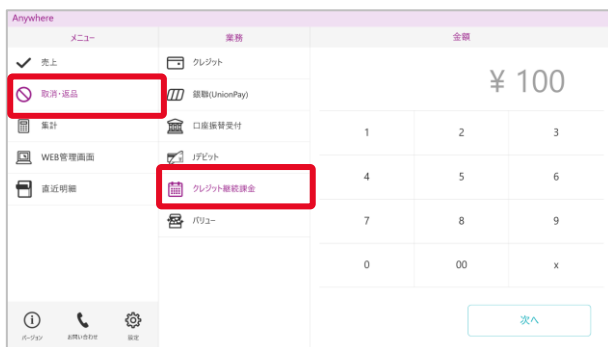 Anywhere
メニュー
業務
金額
売上
取消・返品
集計
WEB管理画面
直近明細
クレジット
銀聯(UnionPay)
口座振替受付
Jデビット
クレジット継続課金
バリュー
¥ 100
1 2 3
4 5 6
7 8 9
0 00 x
次へ
バージョン お問い合わせ 設定